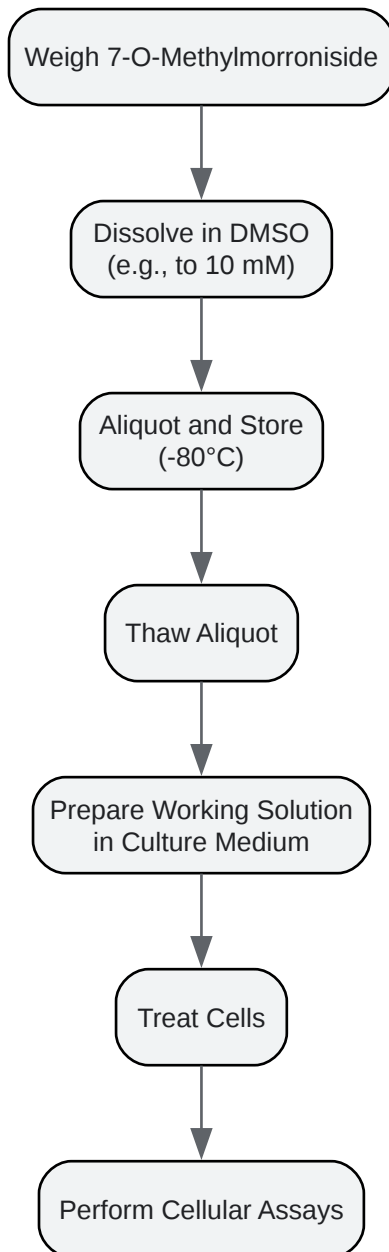 Weigh 7-O-Methylmorroniside
Dissolve in DMSO
(e.g., to 10 mM)
Aliquot and Store
(-80°C)
Thaw Aliquot
Prepare Working Solution
in Culture Medium
Treat Cells
Perform Cellular Assays